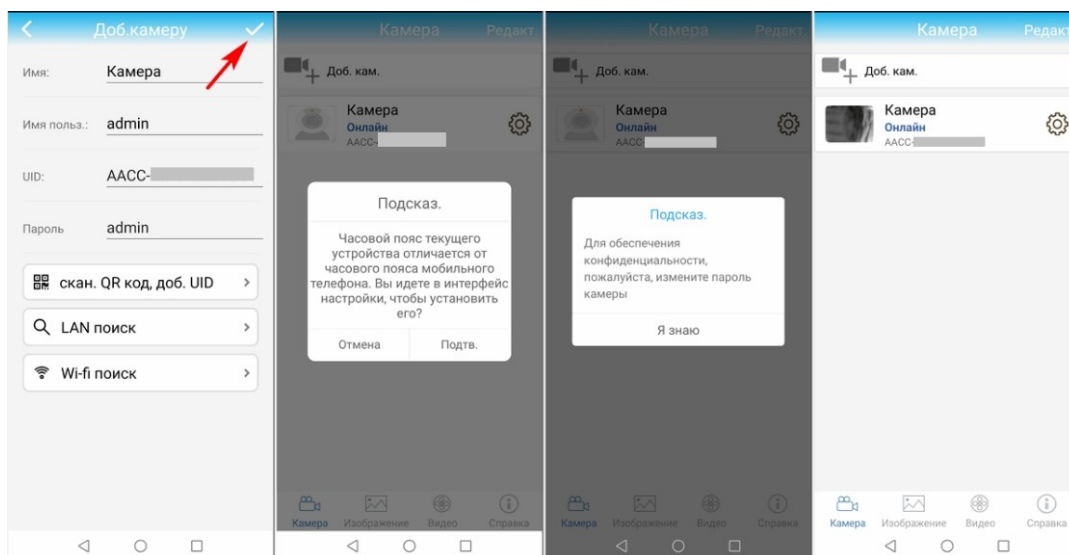 Доб.камеру
Имя: Камера
Имя польз.: admin
UID: AACC-
Пароль admin
скан. QR код, доб. UID
LAN поиск
Wi-fi поиск
Камера Редакт.
Доб. кам.
Камера
Онлайн
AACC-
Подсказ.
Часовой пояс текущего
устройства отличается от
часового пояса мобильного
телефона. Вы идете в интерфейс
настройки, чтобы установить
его?
Отмена Подтв.
Камера Изображение Видео Справка
Камера Редакт
Доб. кам.
Камера
Онлайн
AACC-
Подсказ.
Для обеспечения
конфиденциальности,
пожалуйста, измените пароль
камеры
Я знаю
Камера Изображение Видео Справка
Камера Редакт
Доб. кам.
Камера
Онлайн
AACC-
Камера Изображение Видео Справка